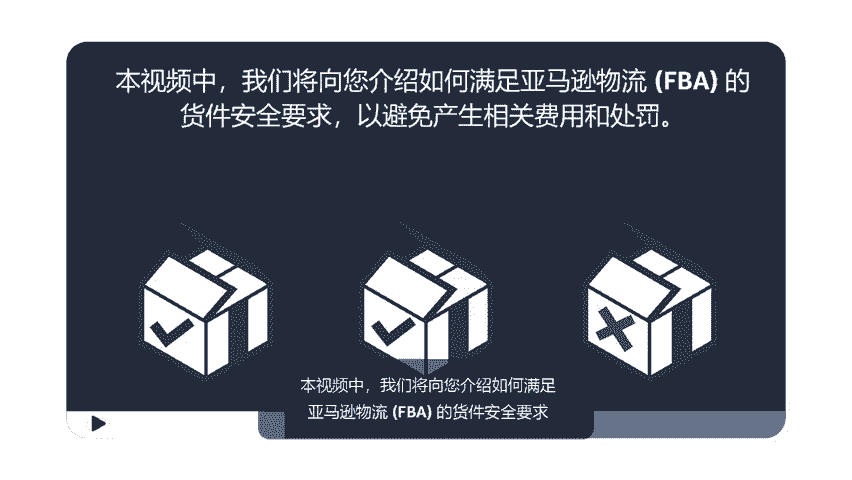 本视频中，我们将向您介绍如何满足亚马逊物流 (FBA) 的
货件安全要求，以避免产生相关费用和处罚。
本视频中，我们将向您介绍如何满足
亚马逊物流 (FBA) 的货件安全要求